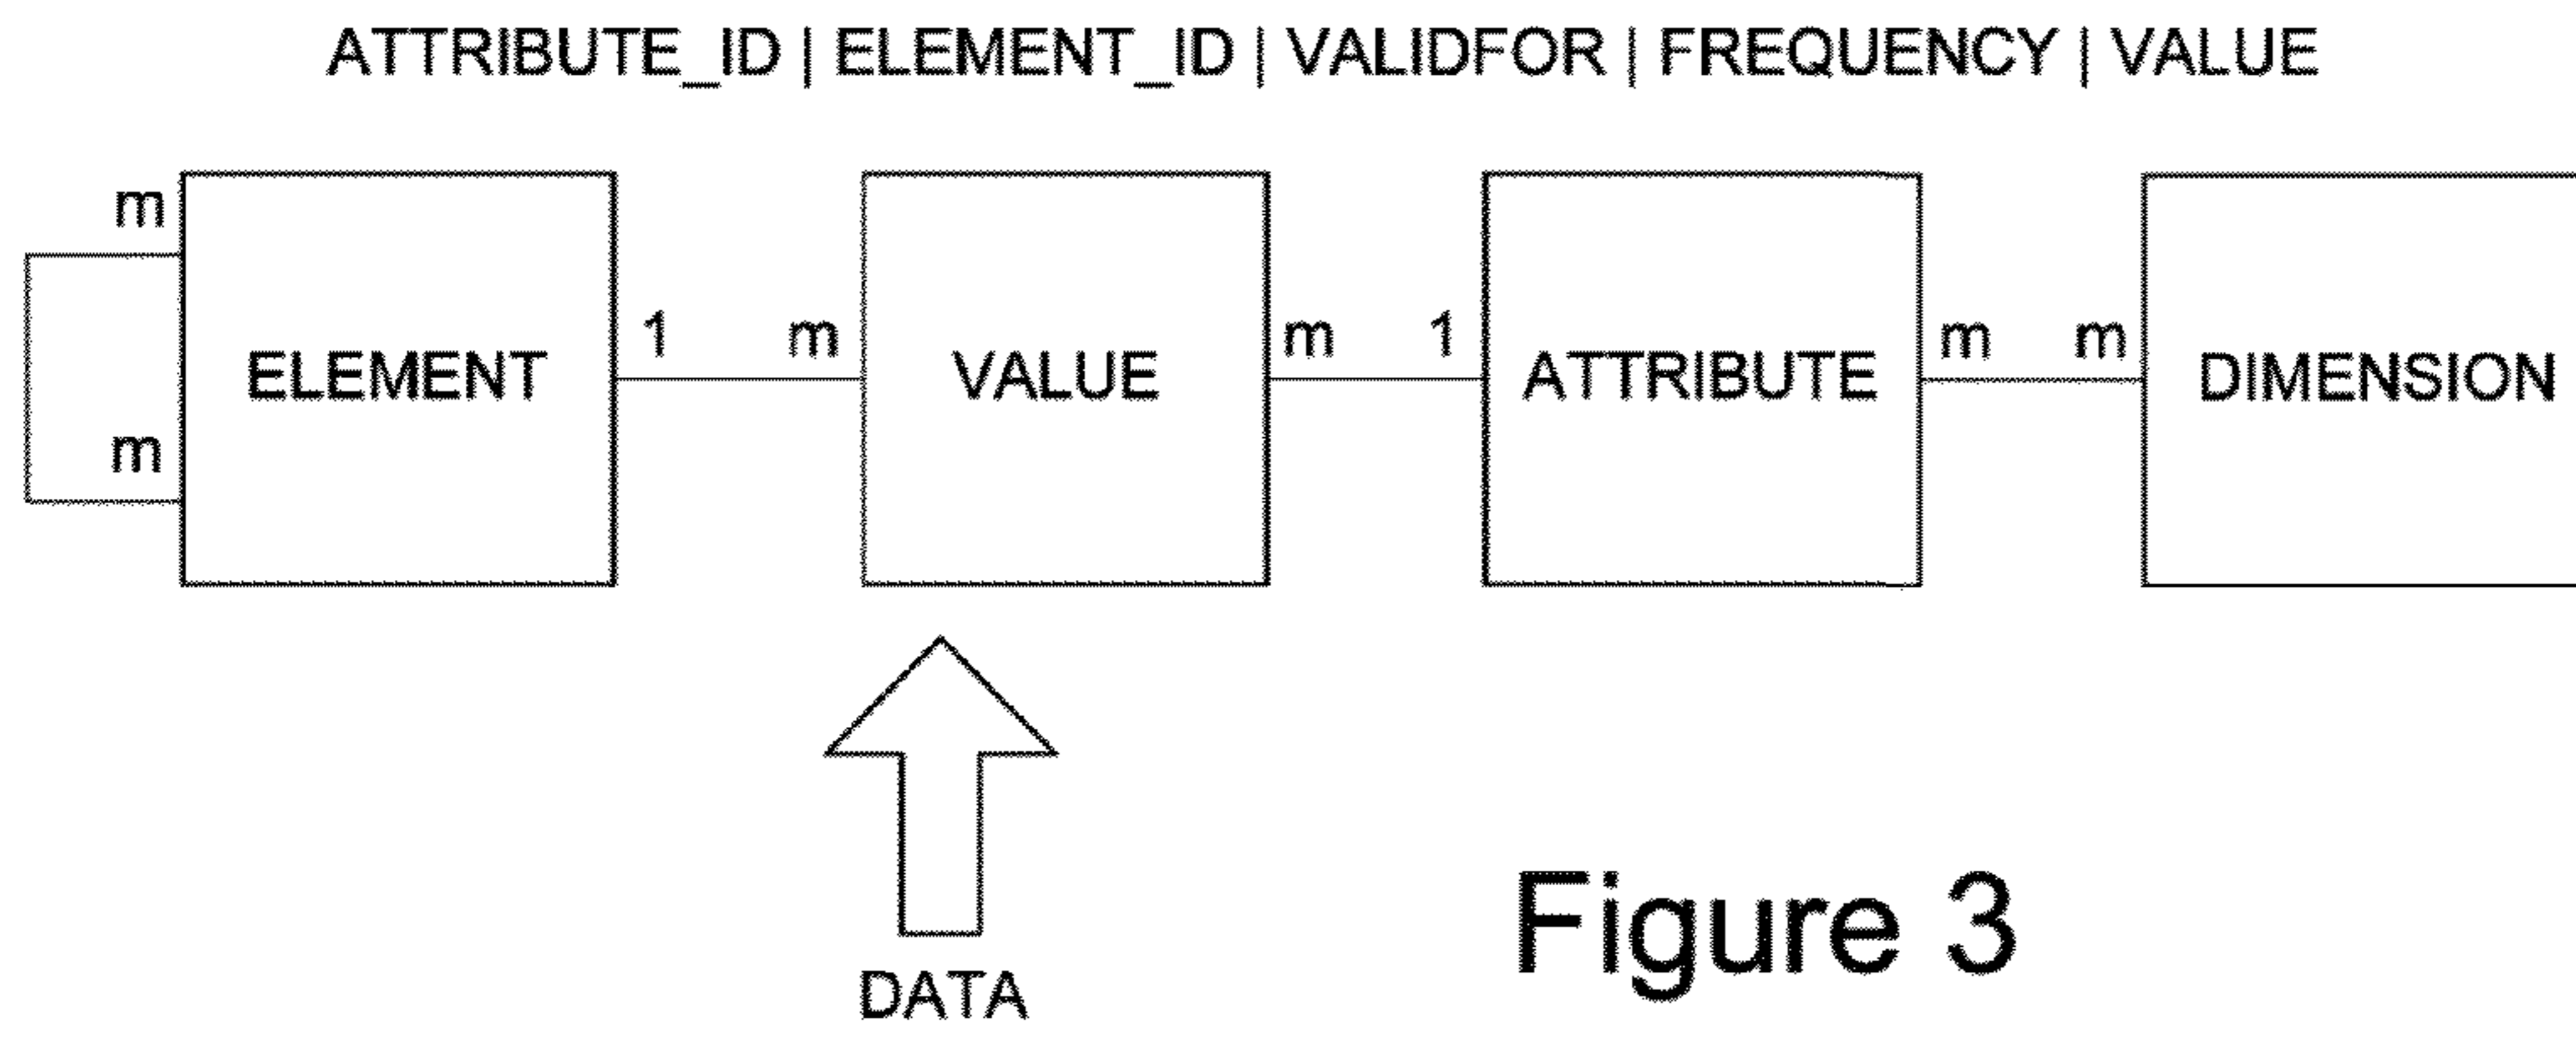 ATTRIBUTE_ID | ELEMENT_ID | VALIDFOR | FREQUENCY | VALUE
m
1 m m 1 m m
ELEMENT VALUE ATTRIBUTE DIMENSION
m
DATA
Figure 3